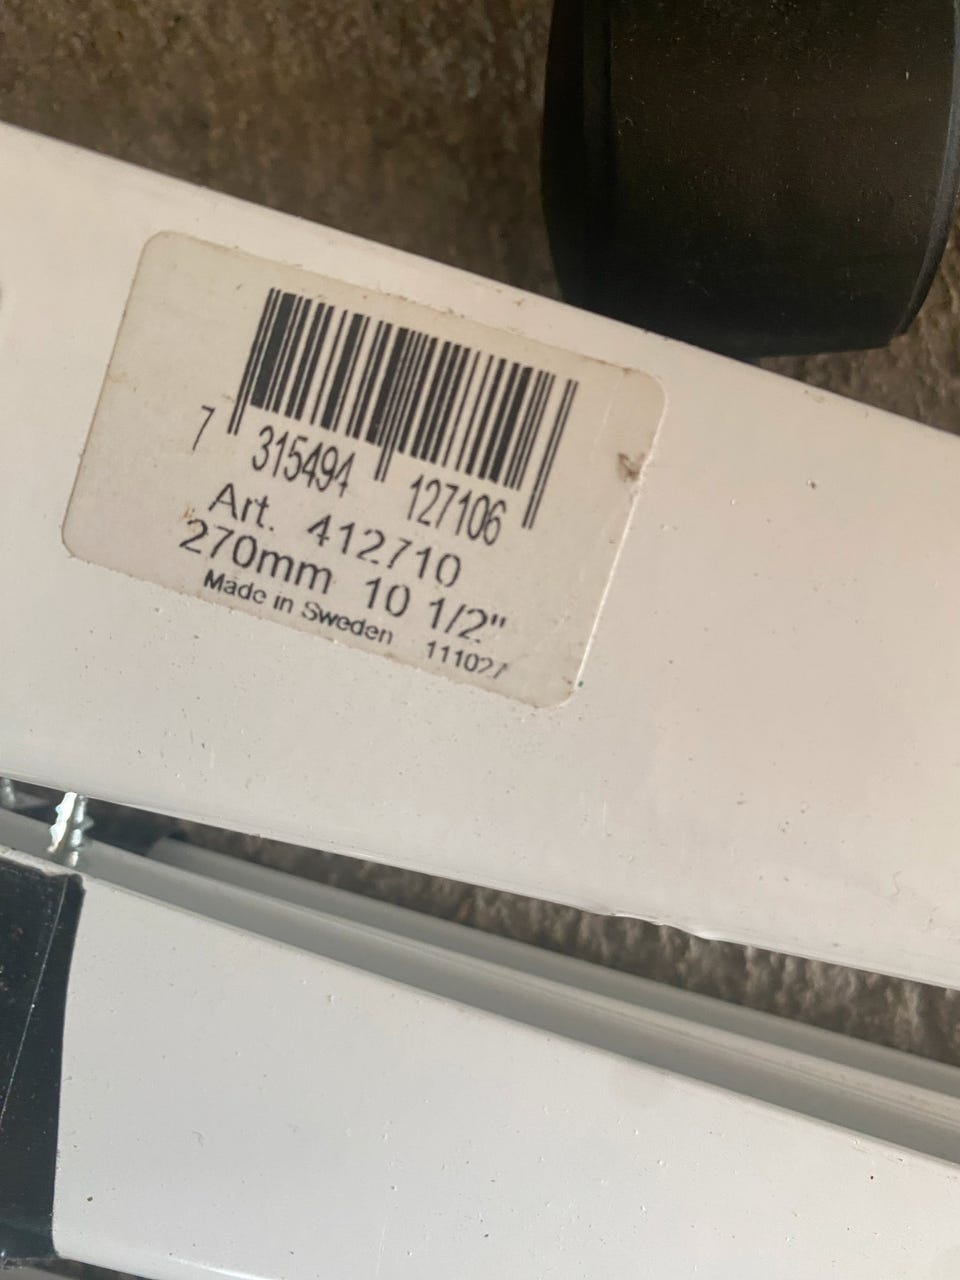 7 315494 127106
Art. 412710
270mm 10 1/2"
Made in Sweden 111027